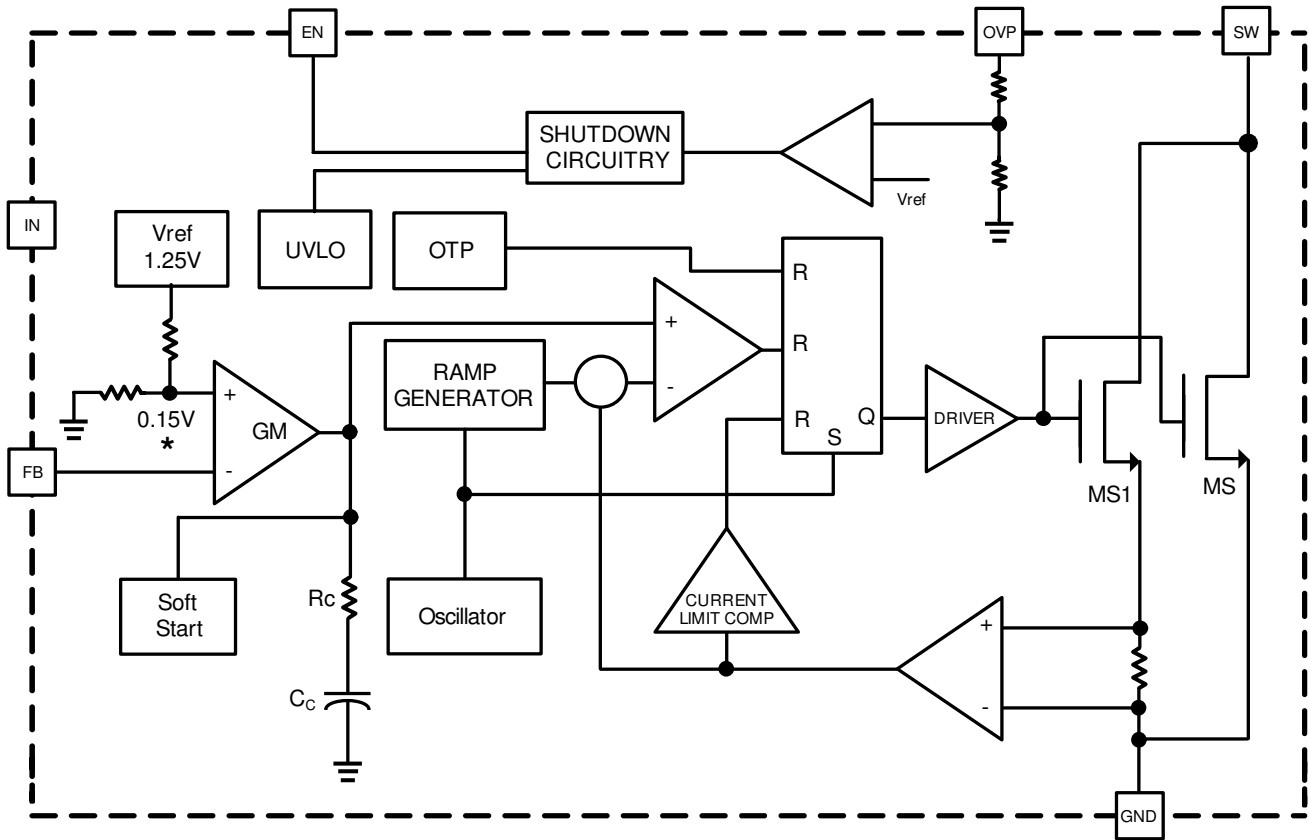 EN
OVP
SW
SHUTDOWN
CIRCUITRY
Vref
IN
Vref
1.25V
UVLO
OTP
R
+
R
RAMP
GENERATOR
-
+
GM
0.15V
*
-
R
Q
S
DRIVER
FB
MS1
MS
Soft
Start
Rc
Oscillator
CURRENT
LIMIT COMP
+
-
CC
GND